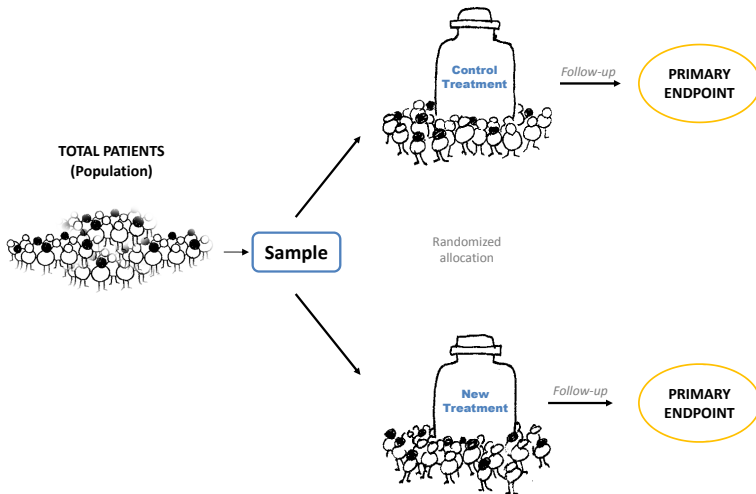 TOTAL PATIENTS
(Population)
Sample
Control
Treatment
Follow-up
PRIMARY
ENDPOINT
Randomized
allocation
New
Treatment
Follow-up
PRIMARY
ENDPOINT